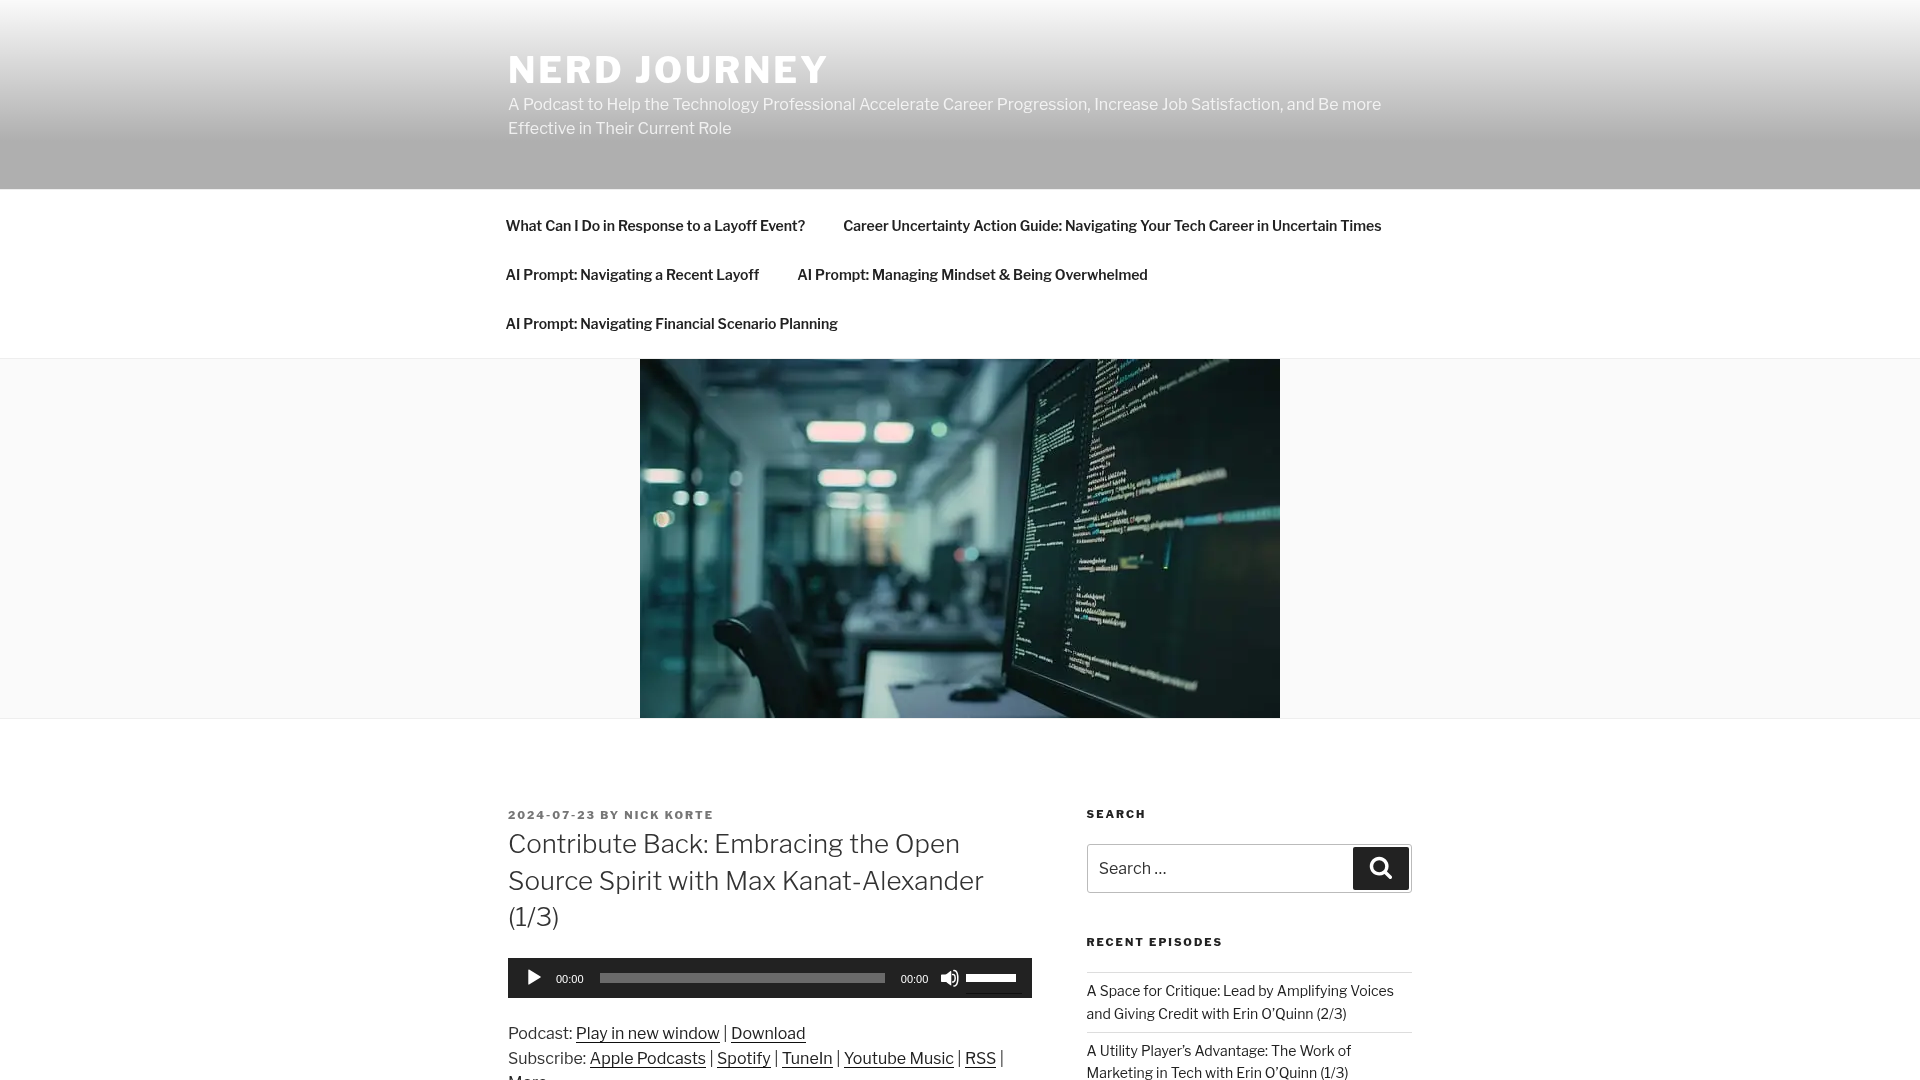 NERD JOURNEY
A Podcast to Help the Technology Professional Accelerate Career Progression, Increase Job Satisfaction, and Be more
Effective in Their Current Role
What Can I Do in Response to a Layoff Event?
Career Uncertainty Action Guide: Navigating Your Tech Career in Uncertain Times
AI Prompt: Navigating a Recent Layoff
AI Prompt: Managing Mindset & Being Overwhelmed
AI Prompt: Navigating Financial Scenario Planning
2024-07-23 BY NICK KORTE
Contribute Back: Embracing the Open
Source Spirit with Max Kanat-Alexander
(1/3)
00:00
00:00
Podcast: Play in new window | Download
Subscribe: Apple Podcasts | Spotify | TuneIn | Youtube Music | RSS |
More
SEARCH
Search …
RECENT EPISODES
A Space for Critique: Lead by Amplifying Voices
and Giving Credit with Erin O’Quinn (2/3)
A Utility Player’s Advantage: The Work of
Marketing in Tech with Erin O’Quinn (1/3)